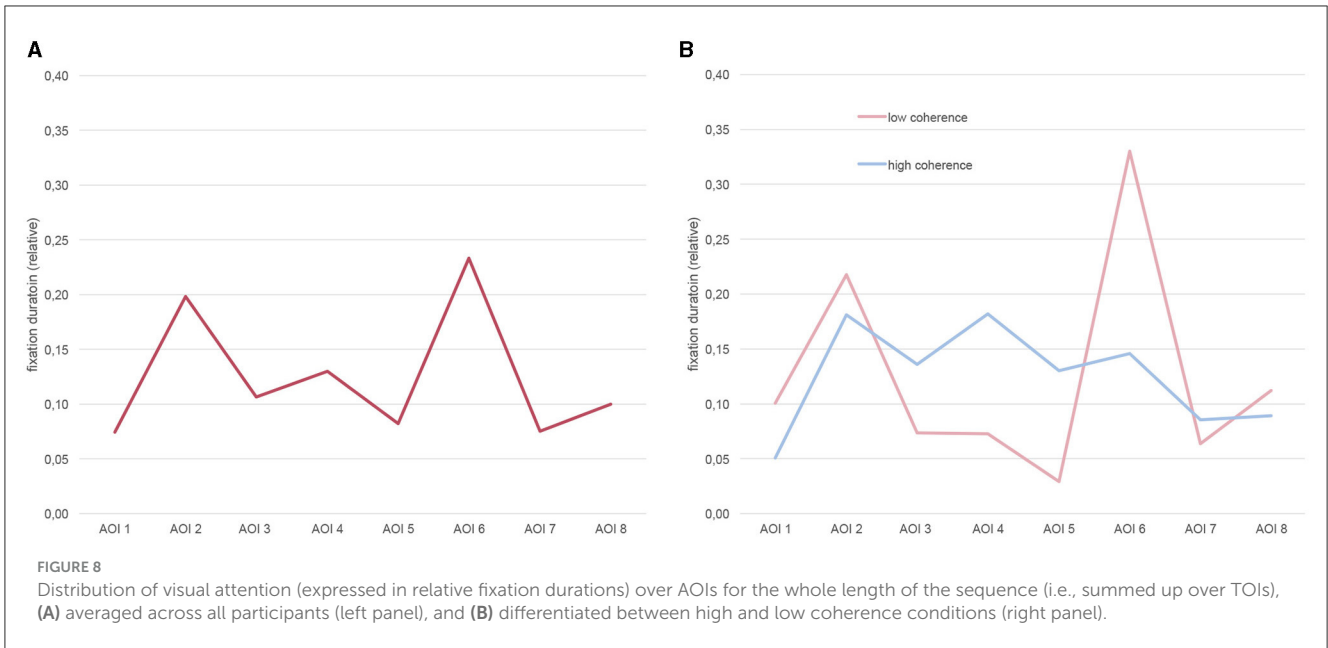 A
fixation duratoin (relative)
0,40
0,35
0,30
0,25
0,20
0,15
0,10
0,05
0,00
AOI 1 AOI 2 AOI 3 AOI 4 AOI 5 AOI 6 AOI 7 AOI 8
B
fixation duratoin (relative)
0,40
0,35
0,30
0,25
0,20
0,15
0,10
0,05
0,00
low coherence
high coherence
AOI 1 AOI 2 AOI 3 AOI 4 AOI 5 AOI 6 AOI 7 AOI 8
FIGURE 8
Distribution of visual attention (expressed in relative fixation durations) over AOIs for the whole length of the sequence (i.e., summed up over TOIs),
(A) averaged across all participants (left panel), and (B) differentiated between high and low coherence conditions (right panel).